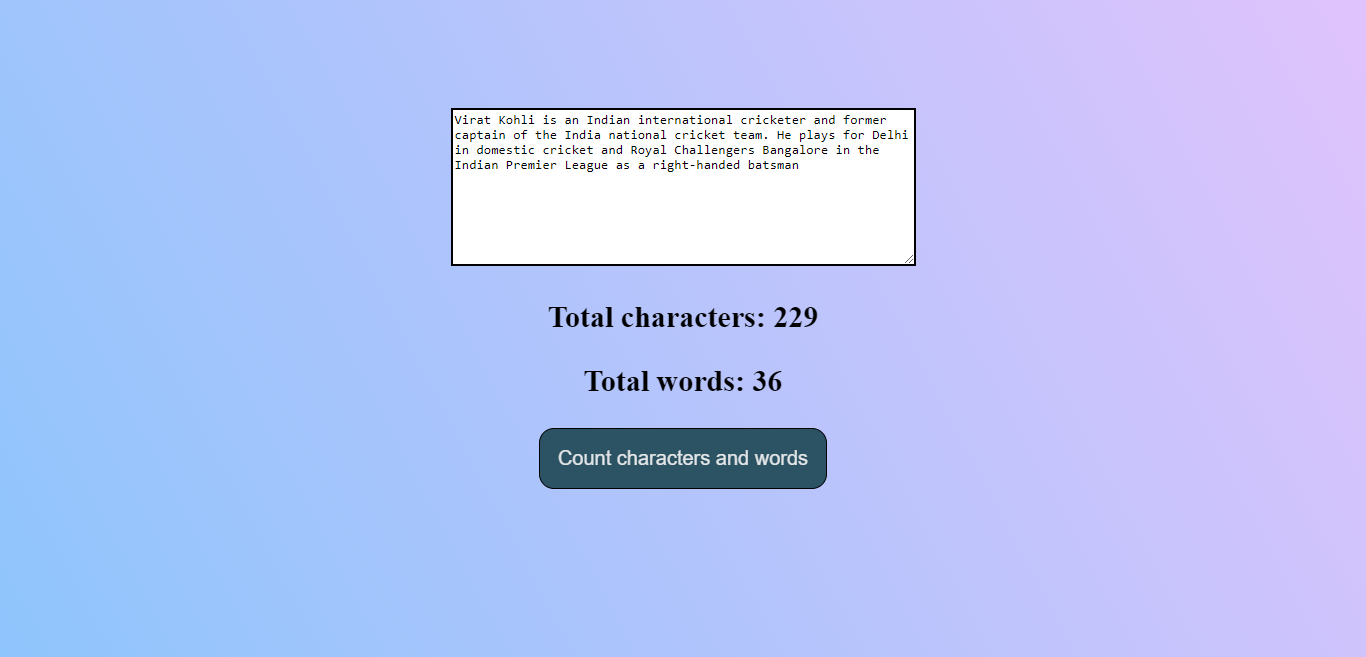 Virat Kohli is an Indian international cricketer and former
captain of the India national cricket team. He plays for Delhi
in domestic cricket and Royal Challengers Bangalore in the
Indian Premier League as a right-handed batsman
Total characters: 229
Total words: 36
Count characters and words